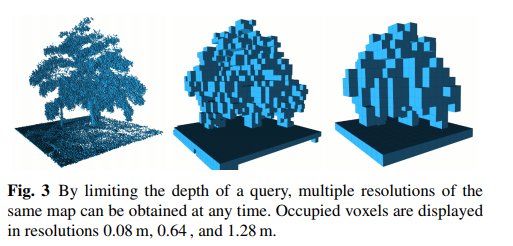 Fig. 3 By limiting the depth of a query, multiple resolutions of the
same map can be obtained at any time. Occupied voxels are displayed
in resolutions 0.08 m, 0.64 , and 1.28 m.